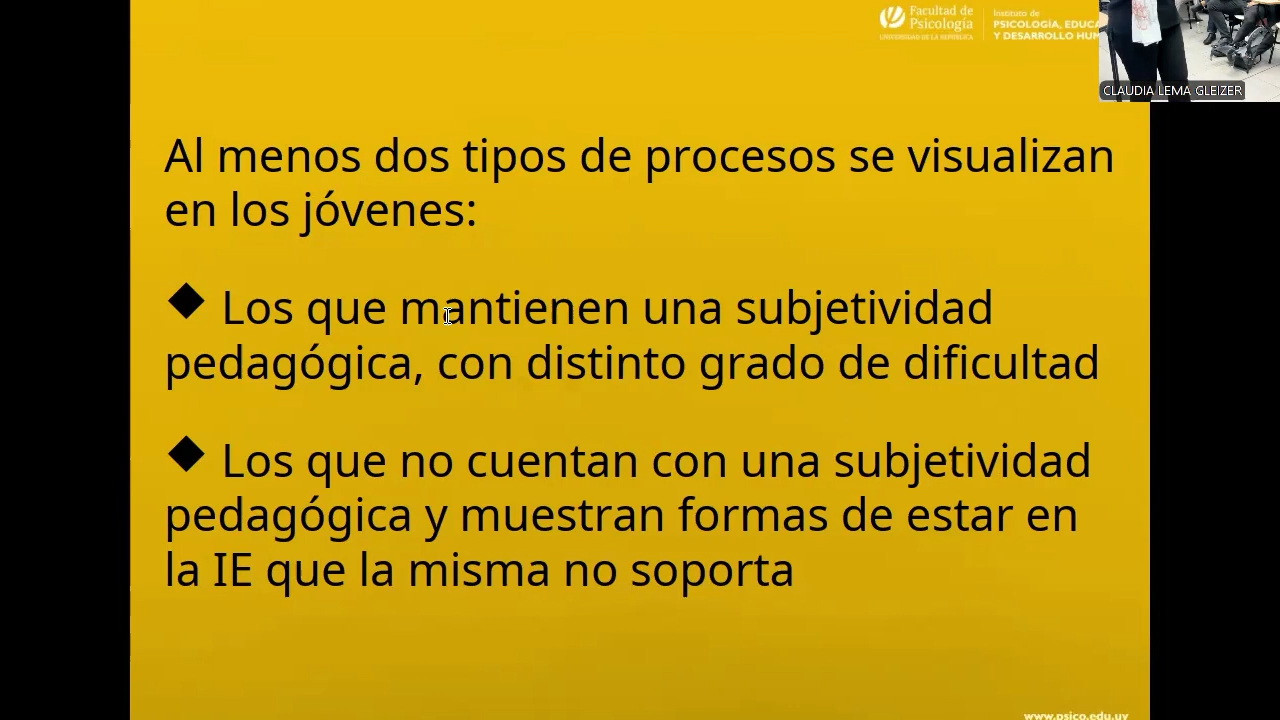 Facultad de
Psicología
UNIVERSIDAD DE LA REPÚBLICA
Instituto de
PSICOLOGÍA, EDUCA
Y DESARROLLO HUM
CLAUDIA LEMA GLEIZER
Al menos dos tipos de procesos se visualizan
en los jóvenes:
◆ Los que mantienen una subjetividad
pedagógica, con distinto grado de dificultad
◆ Los que no cuentan con una subjetividad
pedagógica y muestran formas de estar en
la IE que la misma no soporta
www.psico.edu.uy